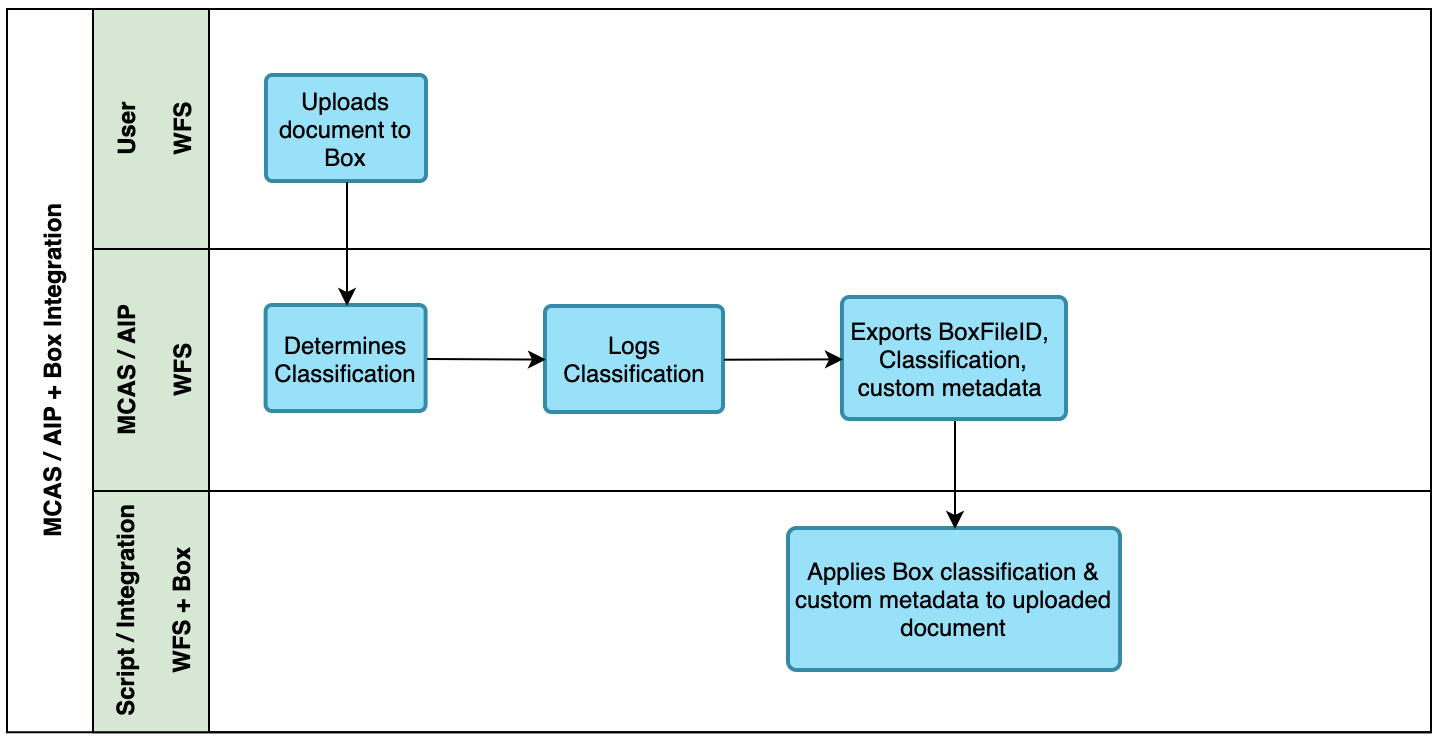 MCAS / AIP + Box Integration
User
WFS
Uploads
document to
Box
MCAS / AIP
WFS
Determines
Classification
Logs
Classification
Exports BoxFileID,
Classification,
custom metadata
Script / Integration
WFS + Box
Applies Box classification &
custom metadata to uploaded
document